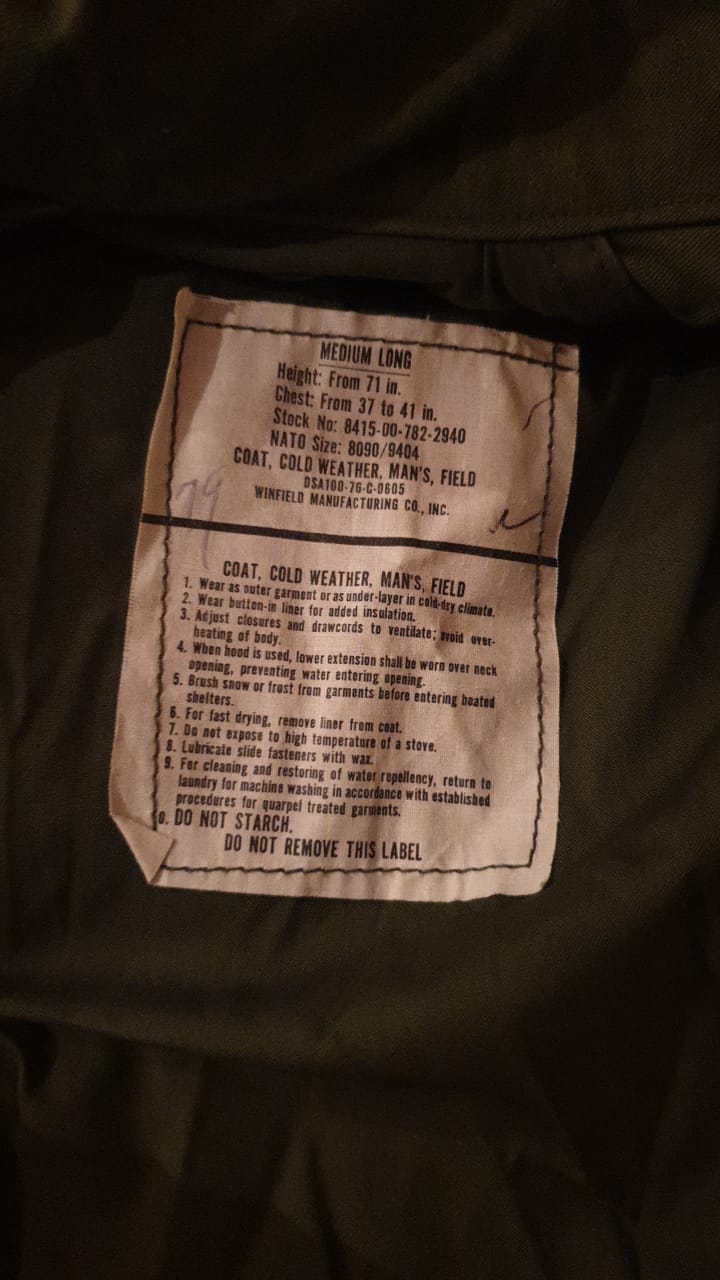 MEDIUM LONG
Height: From 71 in.
Chest: From 37 to 41 in.
Stock No: 8415-00-782-2940
NATO Size: 8090/9404
COAT, COLD WEATHER, MAN'S, FIELD
DSA100-76-C-0605
WINFIELD MANUFACTURING CO., INC.
79
COAT, COLD WEATHER, MAN'S, FIELD
1. Wear as outer garment or as under-layer in cold-dry climate.
2. Wear button-in liner for added insulation.
3. Adjust closures and drawcords to ventilate; avoid over-
heating of body.
4. When hood is used, lower extension shall be worn over neck
opening, preventing water entering opening.
5. Brush snow or frost from garments before entering heated
shelters.
6. For fast drying, remove liner from coat.
7. Do not expose to high temperature of a stove.
8. Lubricate slide fasteners with wax.
9. For cleaning and restoring of water repellency, return to
laundry for machine washing in accordance with established
procedures for quarpel treated garments.
0. DO NOT STARCH.
DO NOT REMOVE THIS LABEL